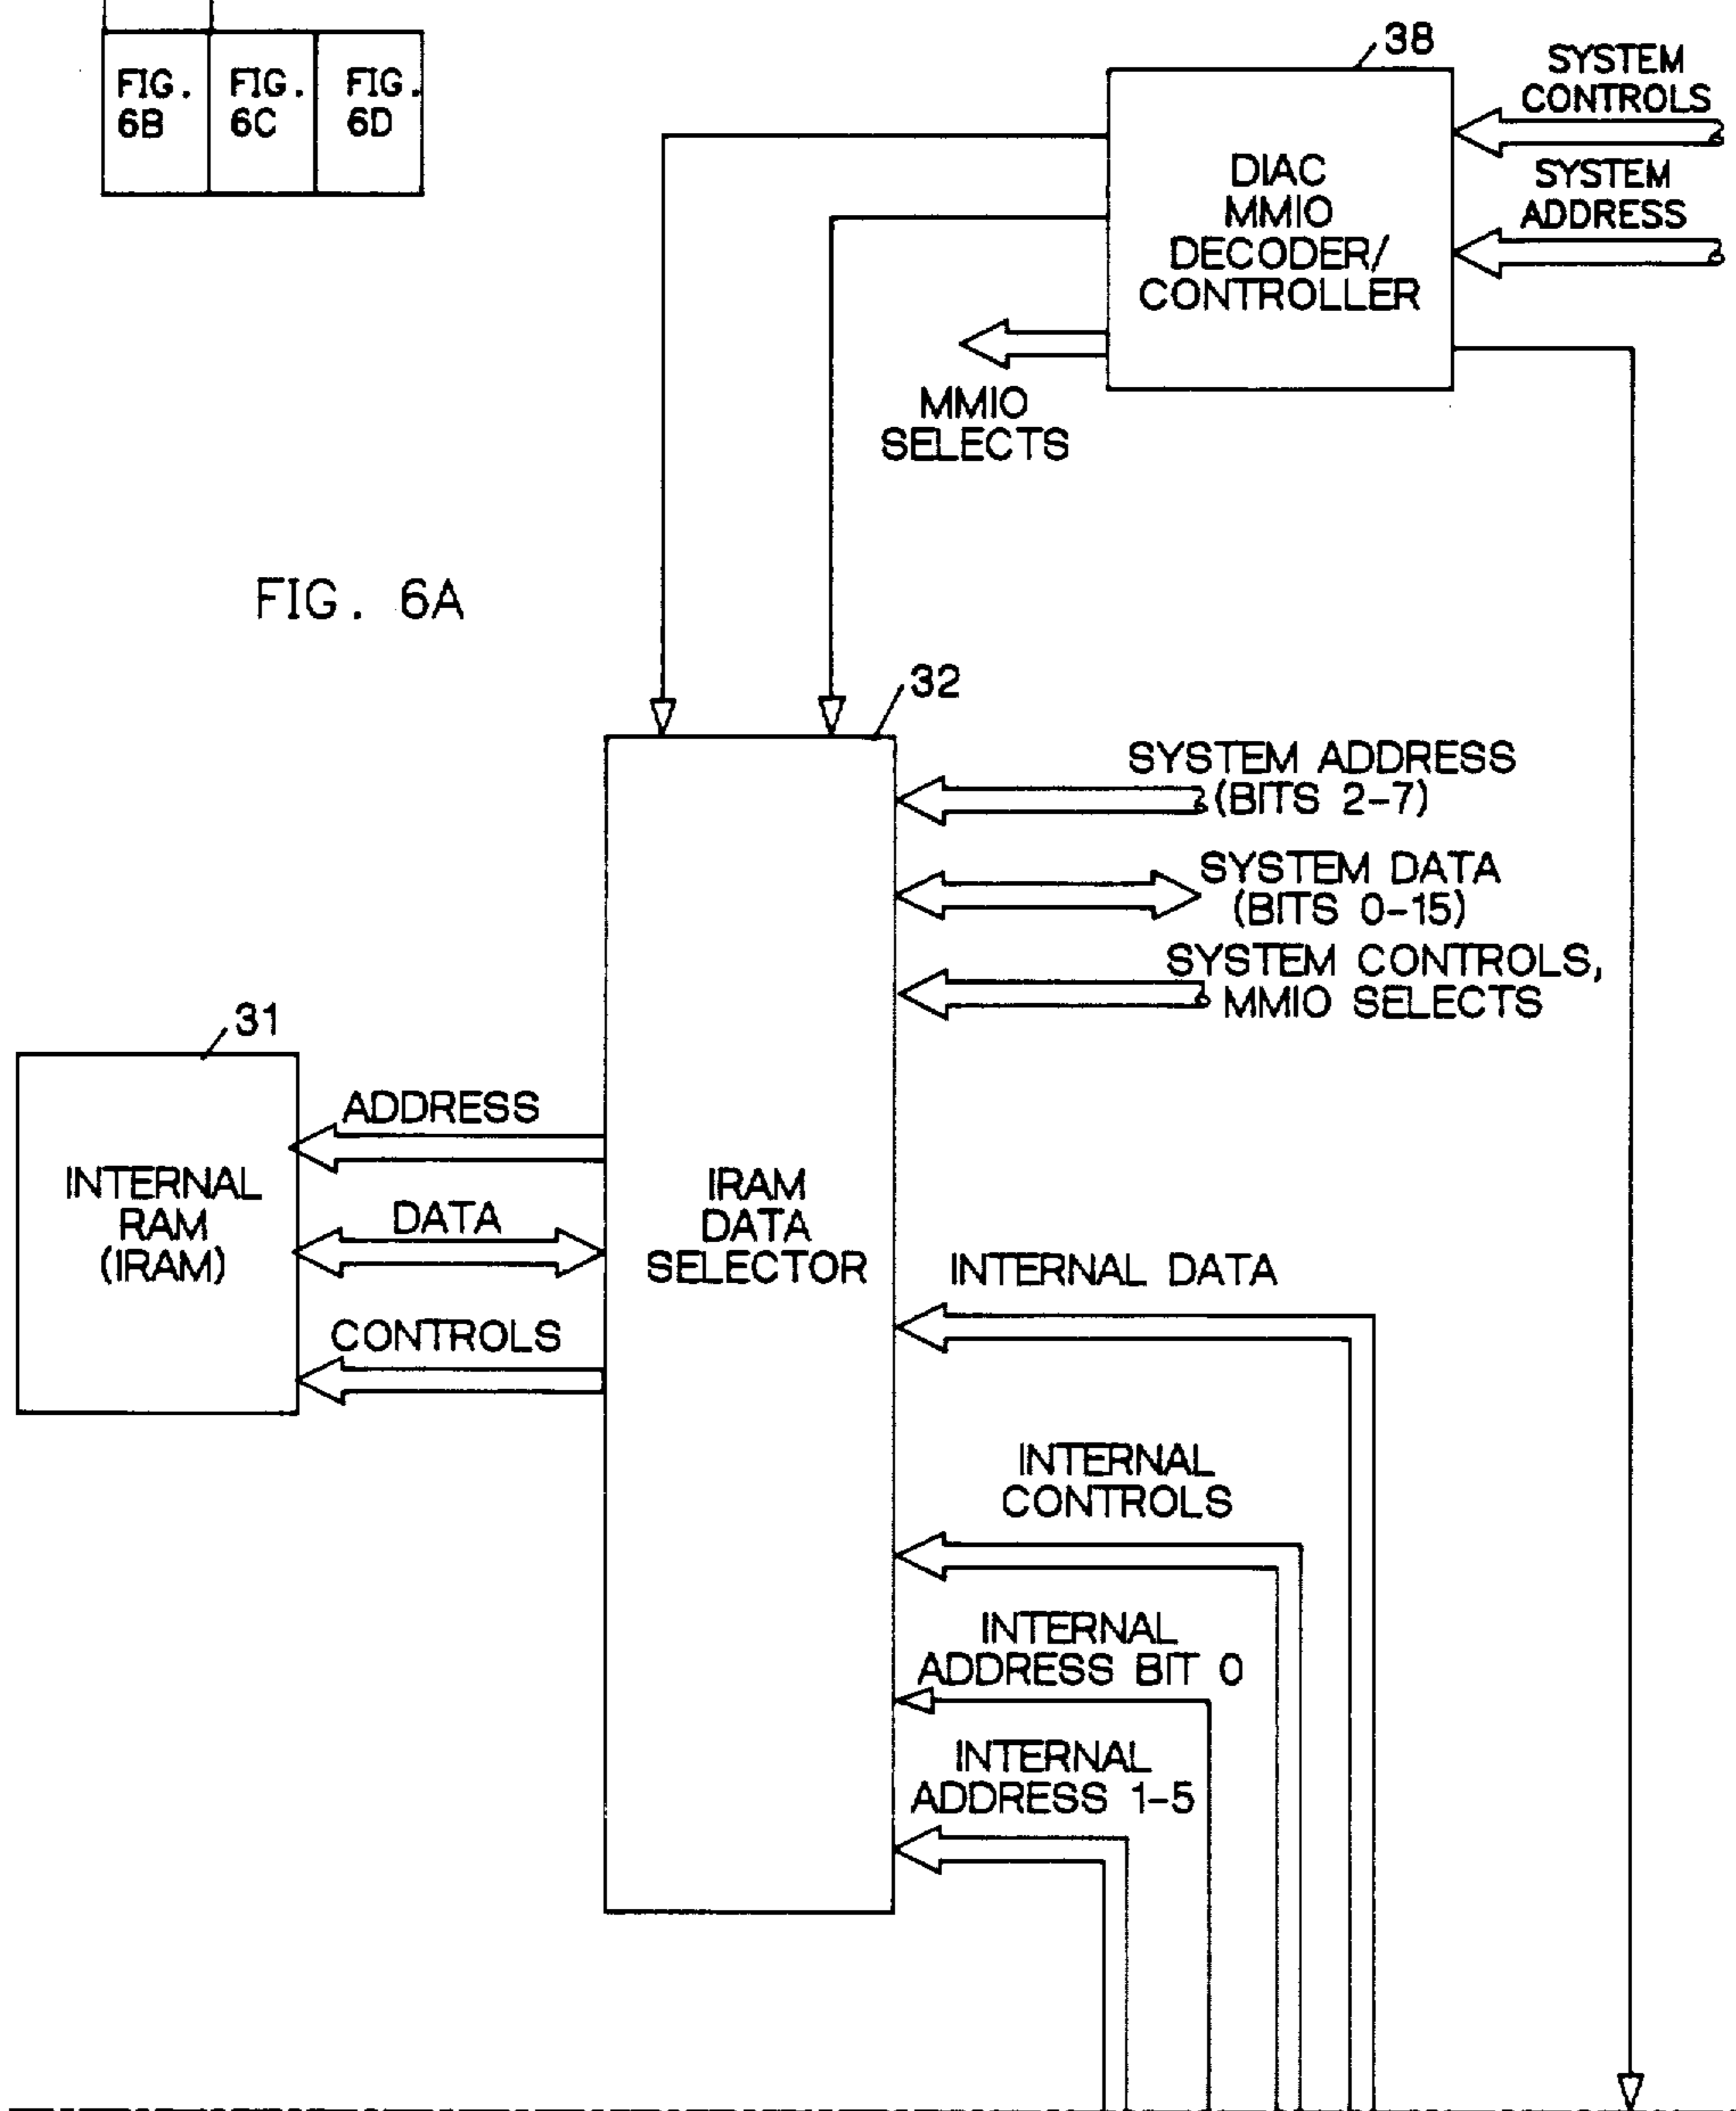 FIG. 6B
FIG. 6C
FIG. 6D
38
SYSTEM
CONTROLS
SYSTEM
ADDRESS
DIAC
MMIO
DECODER/
CONTROLLER
MMIO
SELECTS
FIG. 6A
32
SYSTEM ADDRESS
(BITS 2-7)
SYSTEM DATA
(BITS 0-15)
SYSTEM CONTROLS,
MMIO SELECTS
31
INTERNAL
RAM
(IRAM)
ADDRESS
DATA
CONTROLS
IRAM
DATA
SELECTOR
INTERNAL DATA
INTERNAL
CONTROLS
INTERNAL
ADDRESS BIT 0
INTERNAL
ADDRESS 1-5